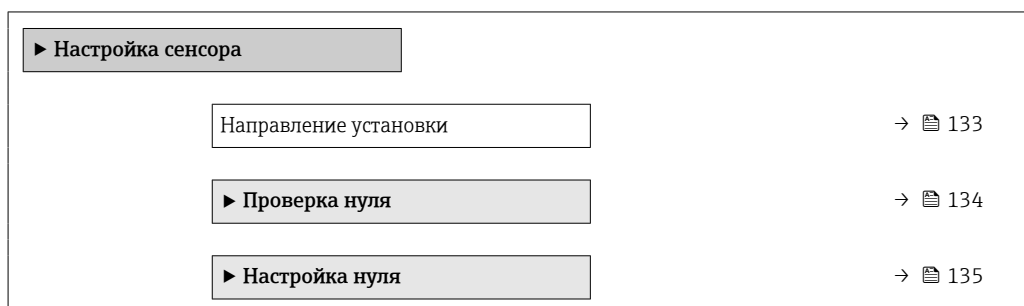 ▶ Настройка сенсора
Направление установки → 🖹 133
▶ Проверка нуля → 🖹 134
▶ Настройка нуля → 🖹 135